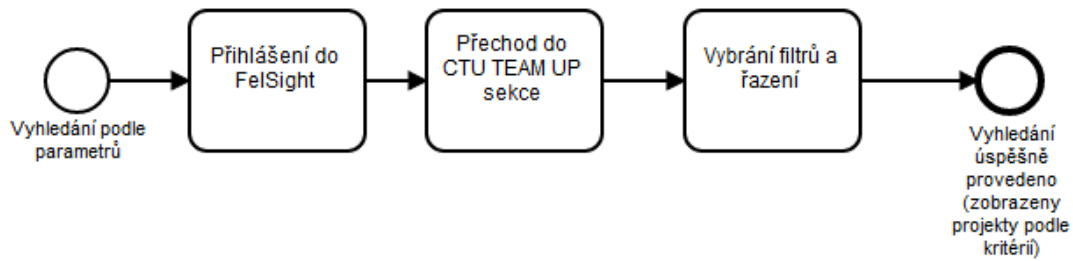 Vyhledání podle
parametrů
Přihlášení do
FelSight
Přechod do
CTU TEAM UP
sekce
Vybrání filtrů a
řazení
Vyhledání
úspěšně
provedeno
(zobrazeny
projekty podle
kritérií)